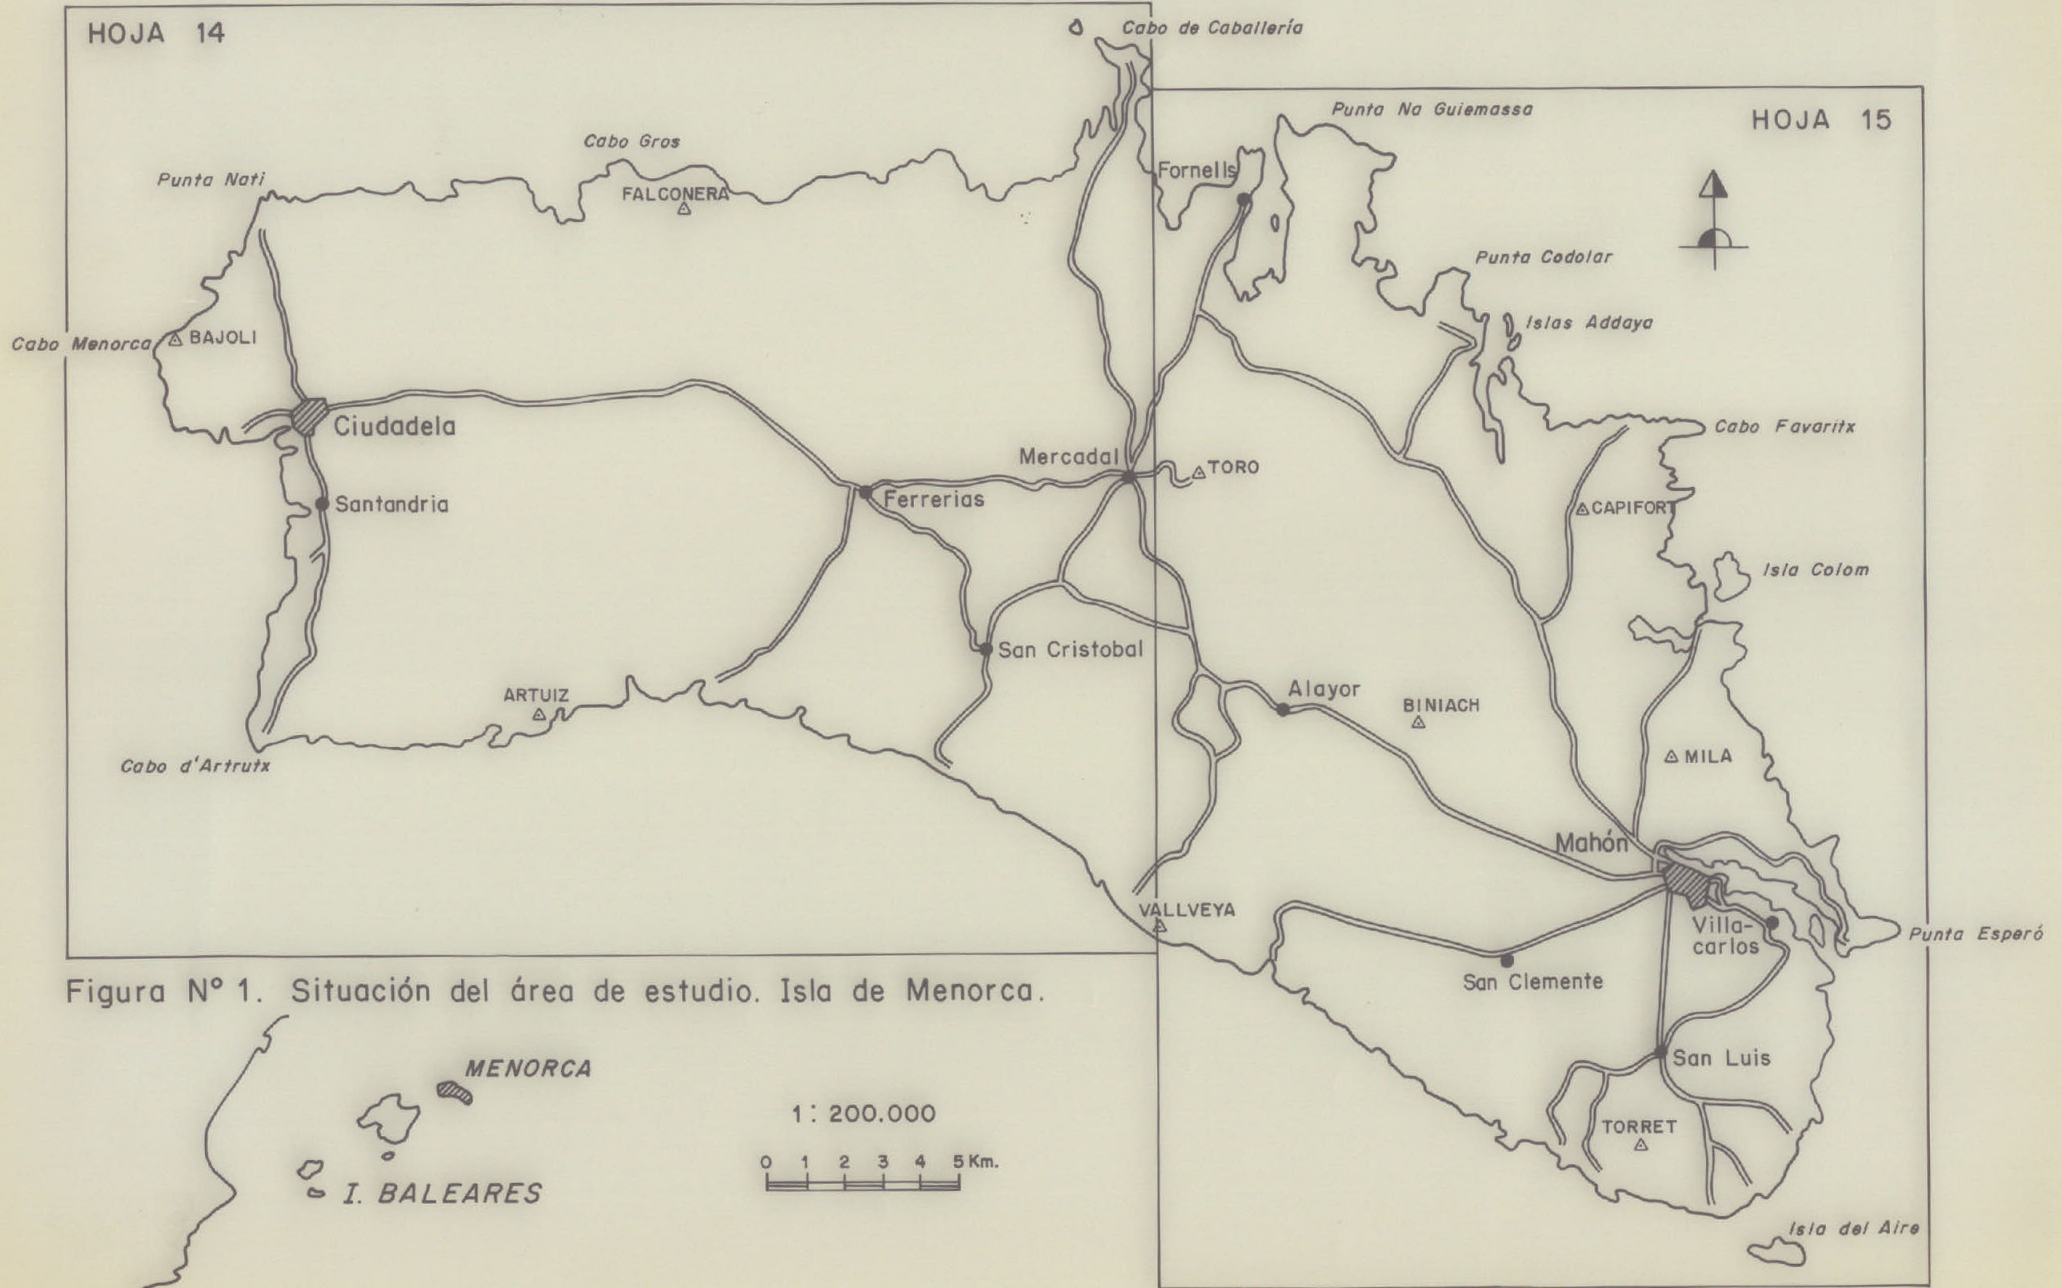 HOJA 14
Cabo de Caballería
Punta Na Guiemassa
HOJA 15
Cabo Gros
Punta Nati
FALCONERA
Fornells
Punta Codolar
Islas Addaya
Cabo Menorca
BAJOLI
Ciudadela
Cabo Favaritx
Mercadal
TORO
Santandria
Ferrerias
CAPIFORT
Isla Colom
San Cristobal
ARTUIZ
Alayor
BINIACH
Cabo d'Artrutx
MILA
Mahón
VALLVEYA
Villa-
carlos
Punta Esperó
San Clemente
Figura Nº 1. Situación del área de estudio. Isla de Menorca.
San Luis
MENORCA
1: 200.000
TORRET
0 1 2 3 4 5 Km.
I. BALEARES
Isla del Aire